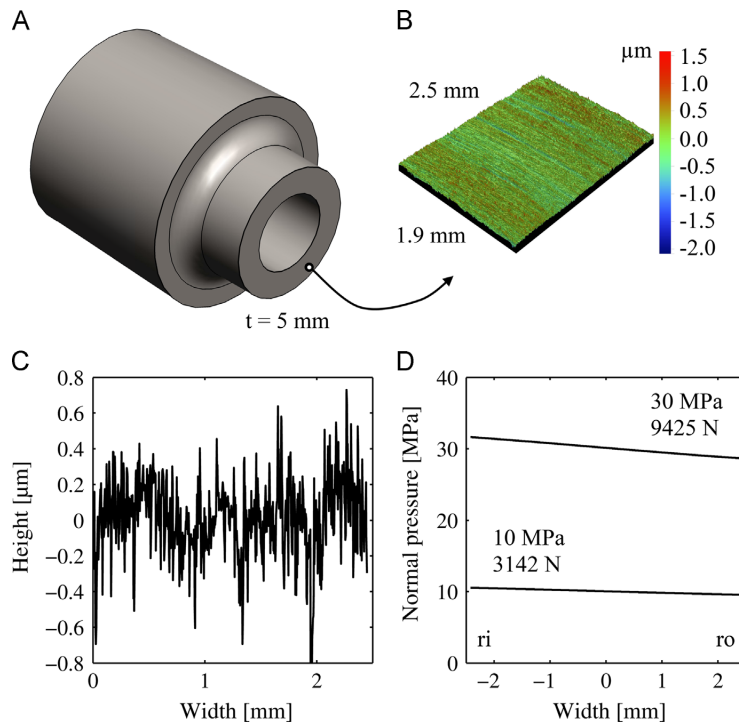 A
t = 5 mm
B
µm
2.5 mm
1.9 mm
1.5
1.0
0.5
0.0
-0.5
-1.0
-1.5
-2.0
C
Height [µm]
0.8
0.6
0.4
0.2
0
−0.2
−0.4
−0.6
−0.8
0
1
2
Width [mm]
D
Normal pressure [MPa]
40
30
20
10
0
30 MPa
9425 N
10 MPa
3142 N
ri
ro
−2
−1
0
1
2
Width [mm]